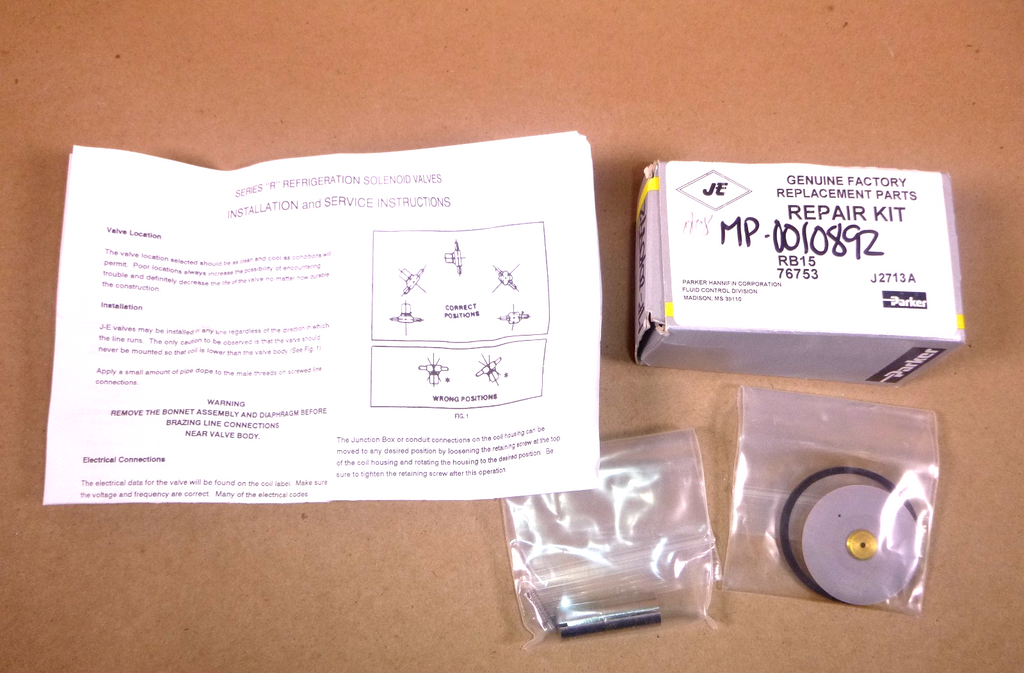 SERIES "R" REFRIGERATION SOLENOID VALVES
INSTALLATION and SERVICE INSTRUCTIONS
Valve Location
The valve location selected should be as clean and cool as conditions will
permit. Poor locations always increase the possibility of encountering
trouble and definitely decrease the life of the valve no matter how durable
the construction.
Installation
J-E valves may be installed in any line regardless of the direction in which
the line runs. The only caution to be observed is that the valve should
never be mounted so that coil is lower than the valve body (See Fig. 1)
Apply a small amount of pipe dope to the male threads on screwed line
connections.
WARNING
REMOVE THE BONNET ASSEMBLY AND DIAPHRAGM BEFORE
BRAZING LINE CONNECTIONS
NEAR VALVE BODY.
Electrical Connections
The electrical data for the valve will be found on the coil label. Make sure
the voltage and frequency are correct. Many of the electrical codes
CORRECT
POSITIONS
WRONG POSITIONS
FIG. 1
The Junction Box or conduit connections on the coil housing can be
moved to any desired position by loosening the retaining screw at the top
of the coil housing and rotating the housing to the desired position. Be
sure to tighten the retaining screw after this operation.
J-E
GENUINE FACTORY
REPLACEMENT PARTS
REPAIR KIT
MP-0010892
RB15
76753
J2713A
PARKER HANNIFIN CORPORATION
FLUID CONTROL DIVISION
MADISON, MS 39110
Parker
Parker